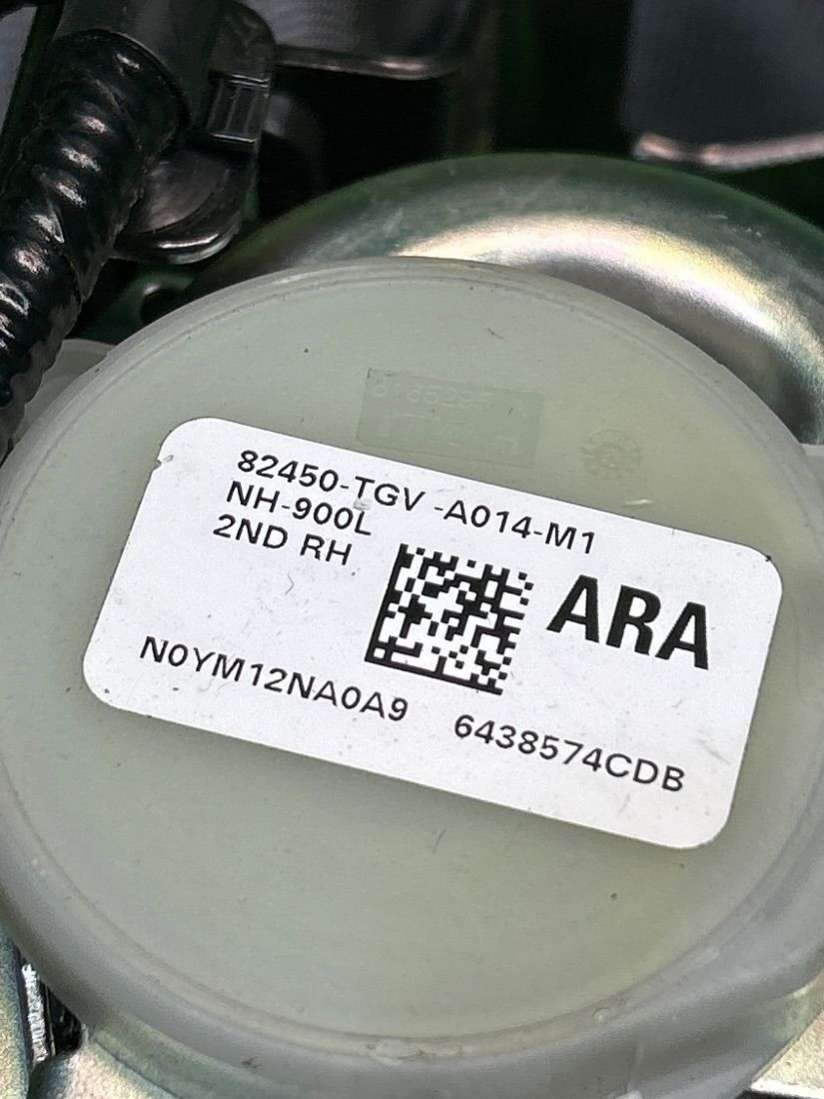 82450-TGV -A014-M1
NH-900L
2ND RH
ARA
N0YM12NA0A9 6438574CDB